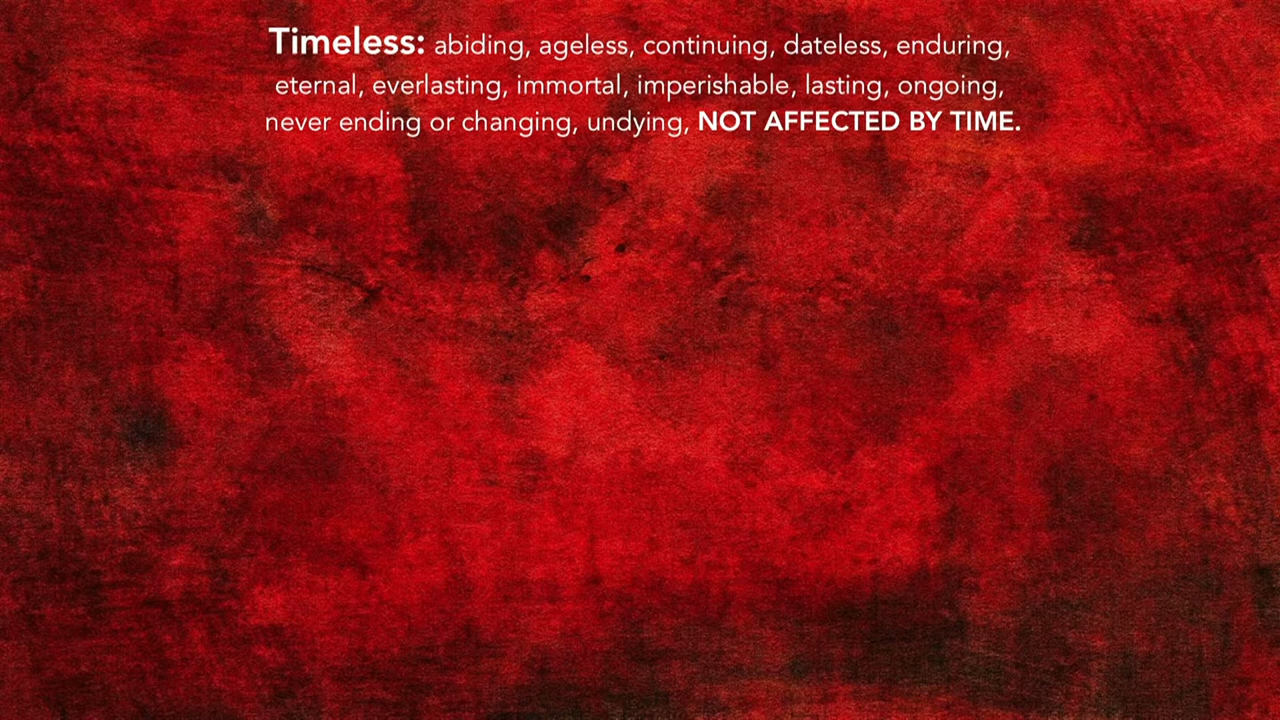 Timeless: abiding, ageless, continuing, dateless, enduring,
eternal, everlasting, immortal, imperishable, lasting, ongoing,
never ending or changing, undying, NOT AFFECTED BY TIME.